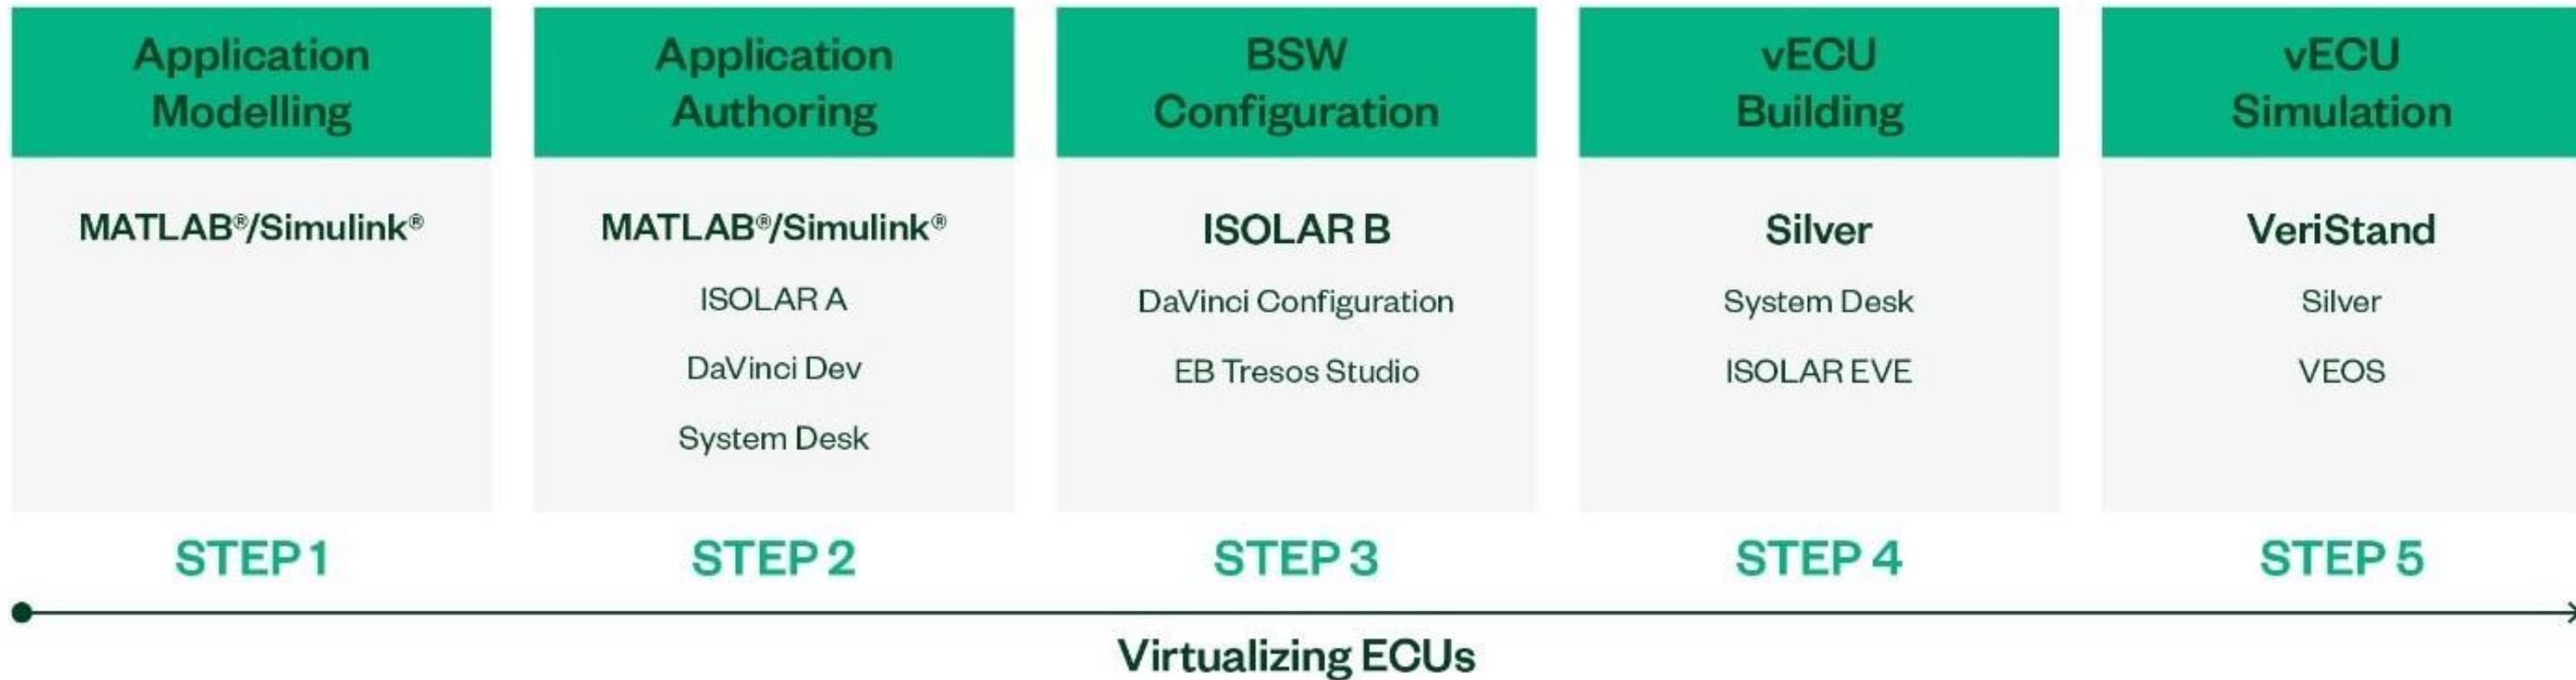 Application
Modelling
MATLAB®/Simulink®
STEP 1
Application
Authoring
MATLAB®/Simulink®
ISOLAR A
DaVinci Dev
System Desk
STEP 2
BSW
Configuration
ISOLAR B
DaVinci Configuration
EB Tresos Studio
STEP 3
vECU
Building
Silver
System Desk
ISOLAR EVE
STEP 4
vECU
Simulation
VeriStand
Silver
VEOS
STEP 5
Virtualizing ECUs